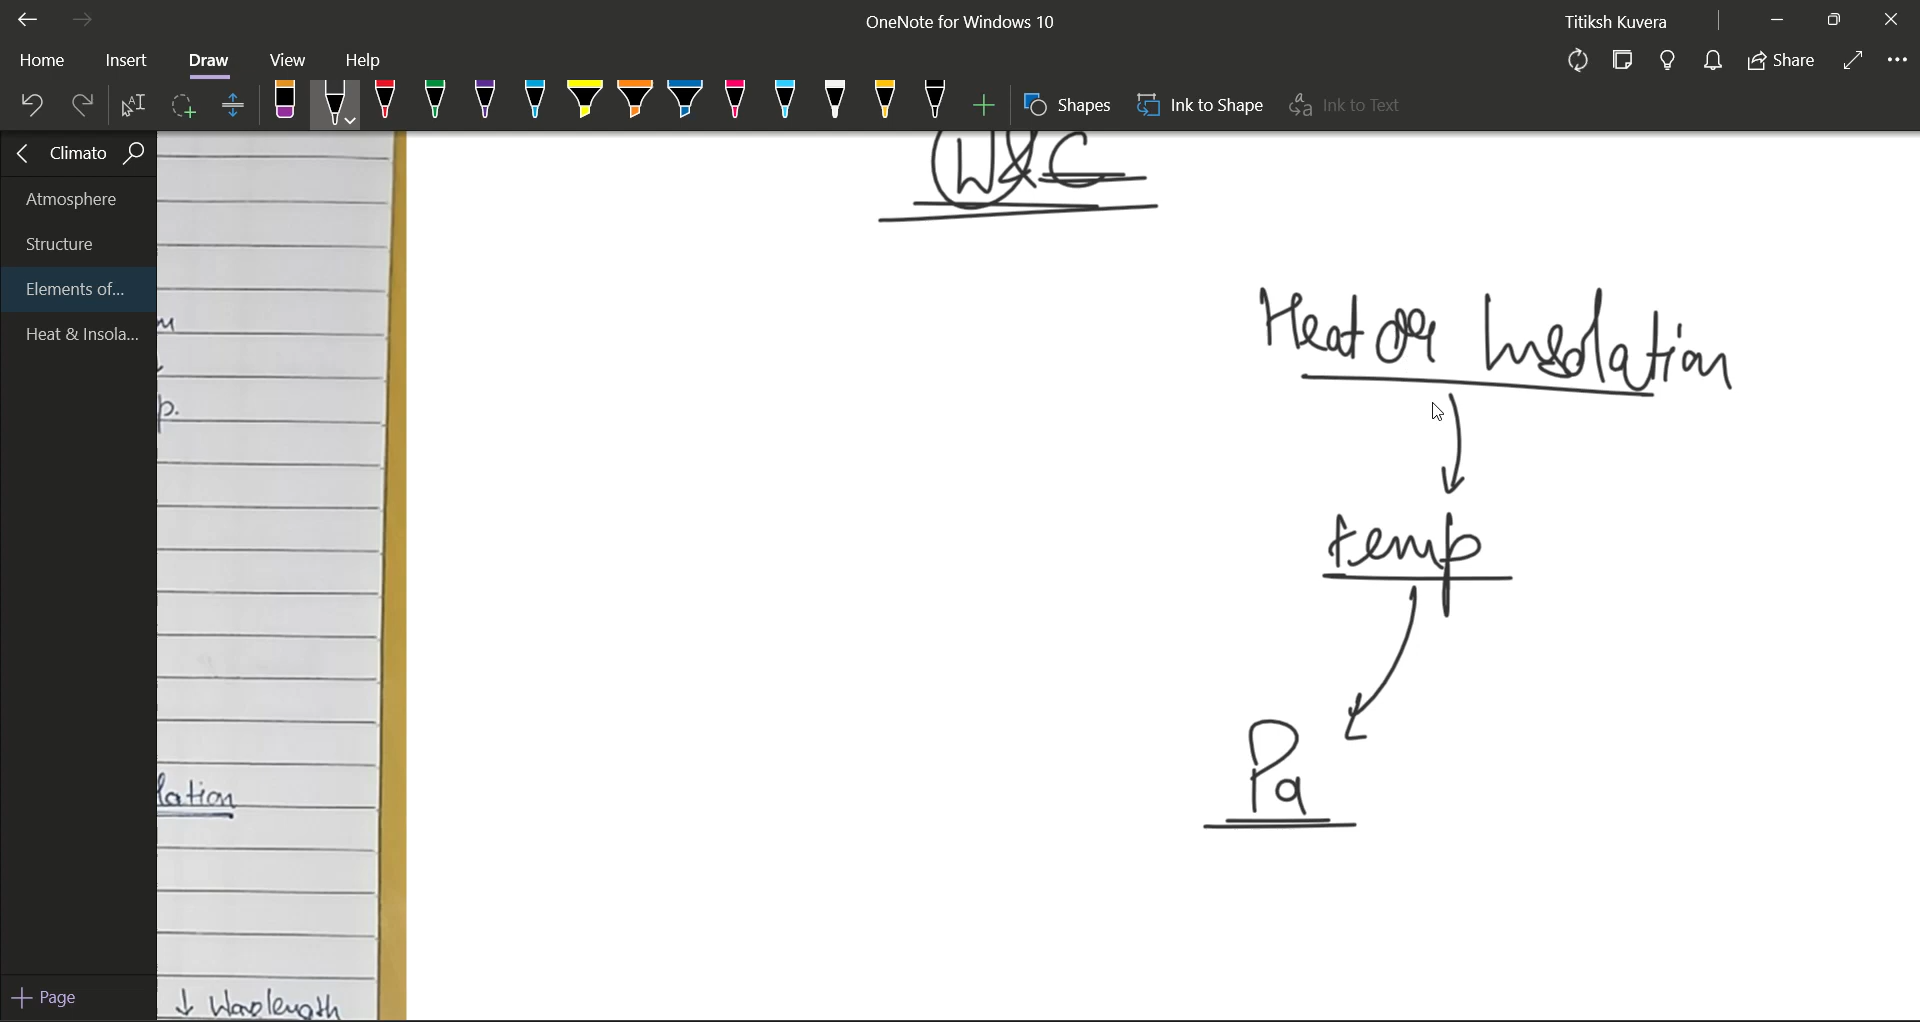 OneNote for Windows 10
Titiksh Kuvera
Home Insert Draw View Help
Share
Shapes Ink to Shape Ink to Text
Climato
Atmosphere
Structure
Elements of...
Heat & Insola...
Page
W&C
Heat or Insolation
temp
Pa
p.
lation
↓ Wavelength